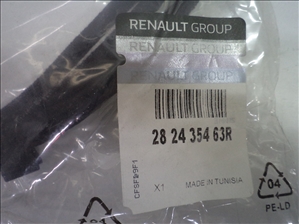 RENAULT GROUP
RENAULT GROUP
28 24 354 63R
X1 MADE IN TUNISIA
04
PE-LD